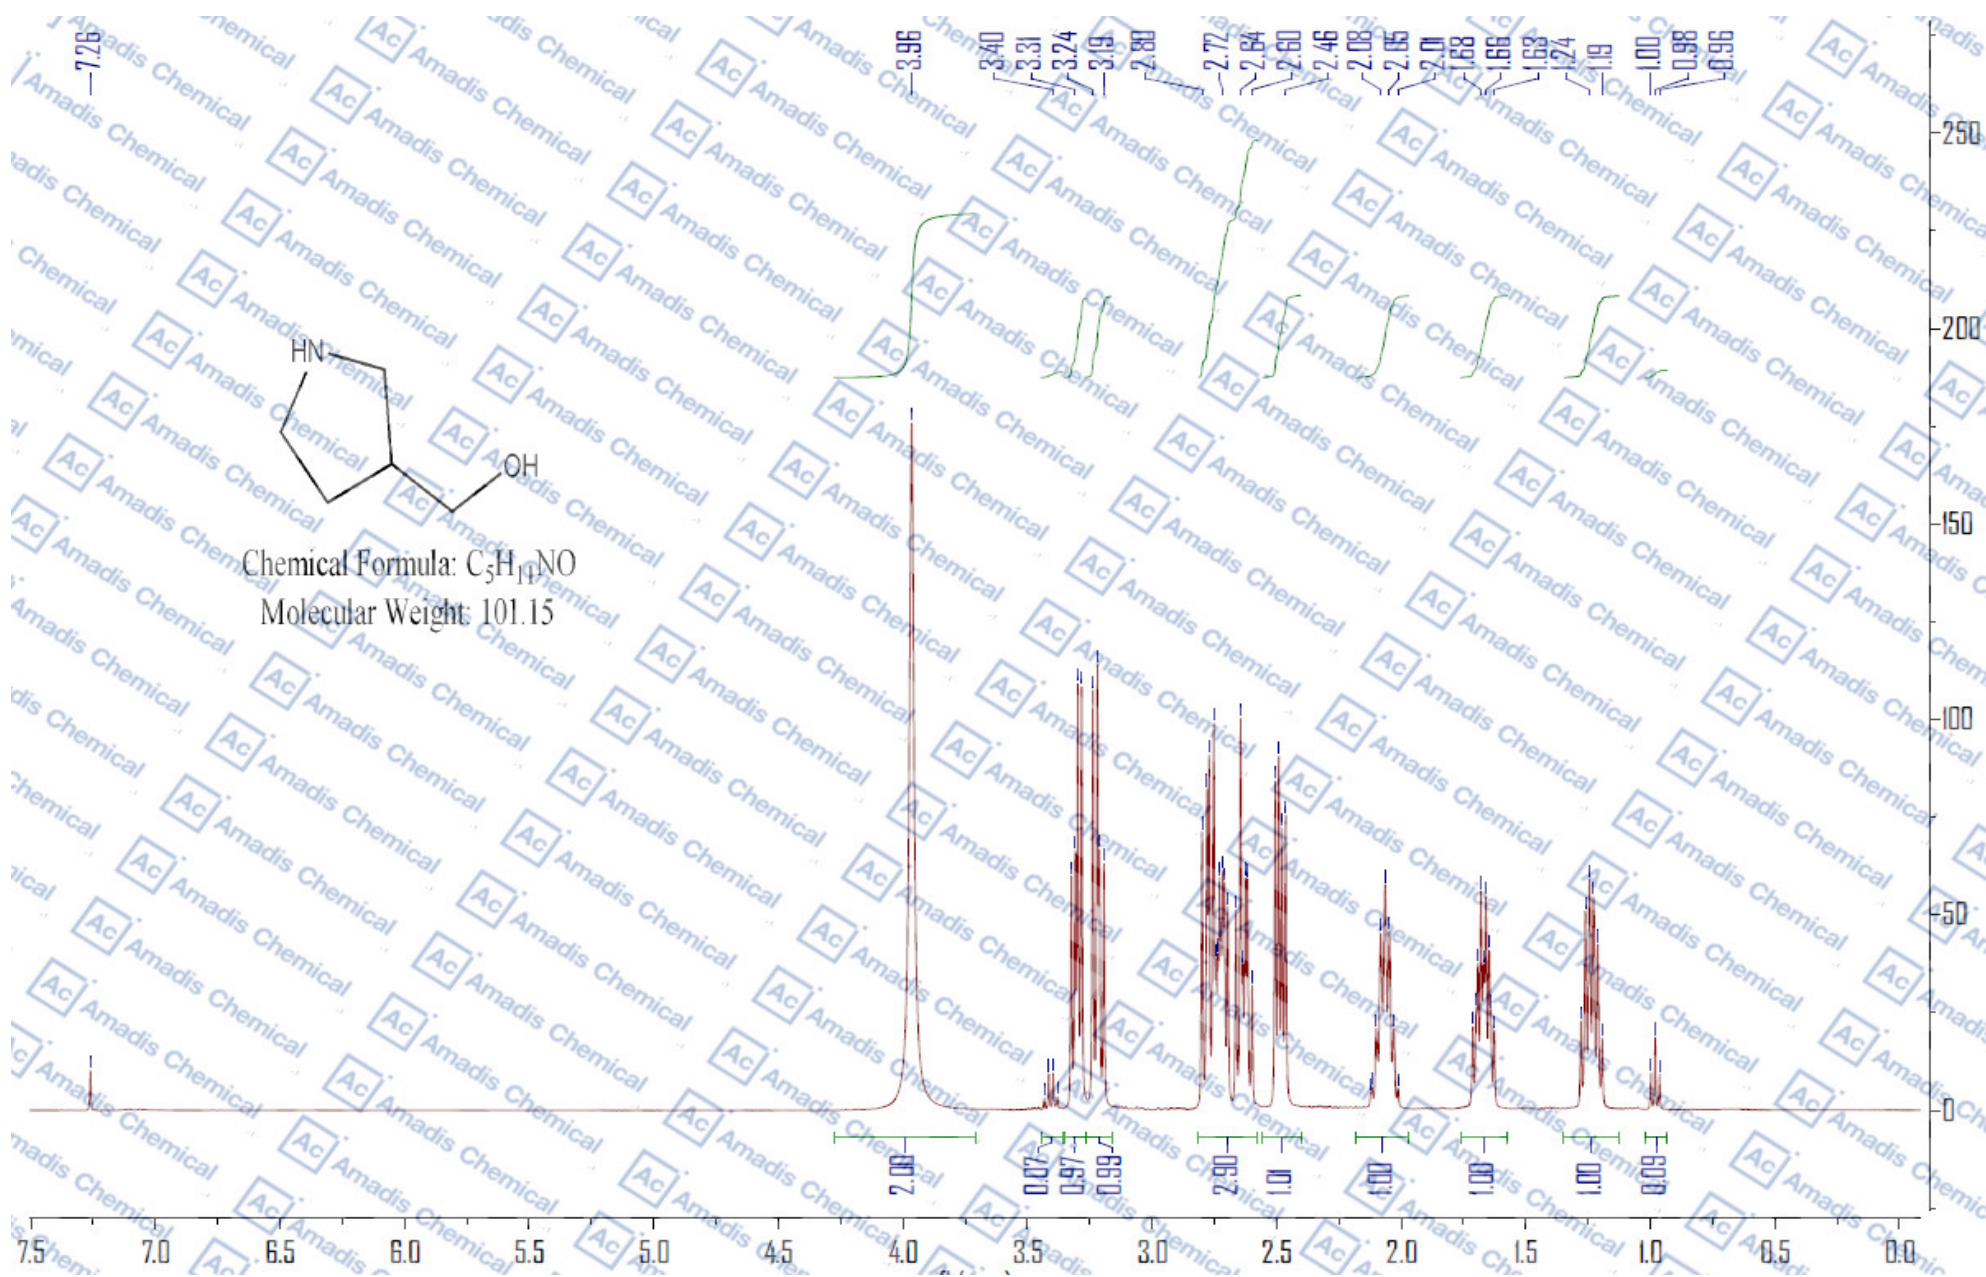 7.26 3.96 3.40 3.31 3.24 3.19 2.80 2.72 2.64 2.60 2.46 2.08 2.05 2.01 1.68 1.66 1.63 1.24 1.19 1.00 0.98 0.96
250
200
HN
OH
150
Chemical Formula: C5H11NO
Molecular Weight: 101.15
100
50
0
2.00 0.07 0.97 0.99 2.90 1.01 1.00 1.00 1.00 0.09
7.5 7.0 6.5 6.0 5.5 5.0 4.5 4.0 3.5 3.0 2.5 2.0 1.5 1.0 0.5 0.0
Ac Amadis Chemical